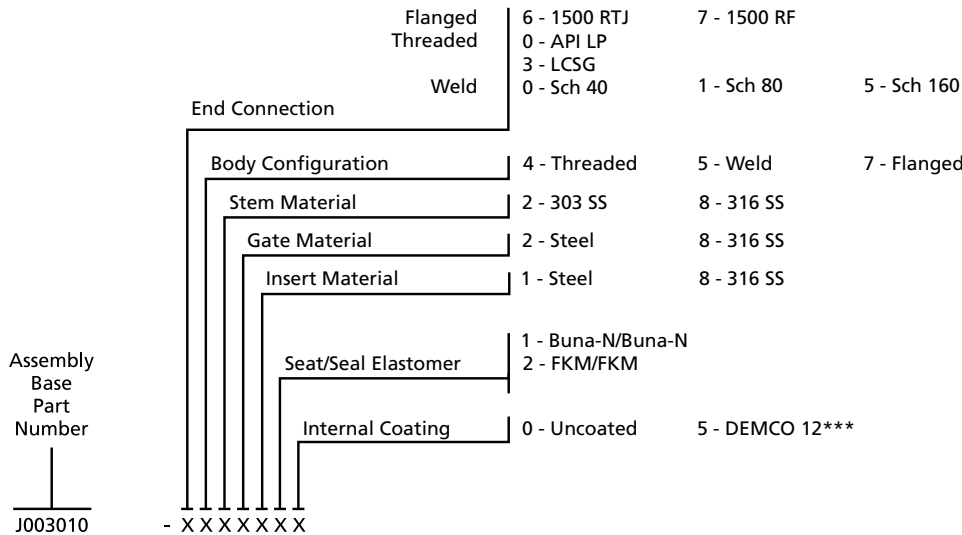 Flanged 6 - 1500 RTJ 7 - 1500 RF
Threaded 0 - API LP
3 - LCSG
Weld 0 - Sch 40 1 - Sch 80 5 - Sch 160
End Connection
Body Configuration 4 - Threaded 5 - Weld 7 - Flanged
Stem Material 2 - 303 SS 8 - 316 SS
Gate Material 2 - Steel 8 - 316 SS
Insert Material 1 - Steel 8 - 316 SS
1 - Buna-N/Buna-N
Seat/Seal Elastomer 2 - FKM/FKM
Internal Coating 0 - Uncoated 5 - DEMCO 12***
Assembly
Base
Part
Number
J003010 - X X X X X X X